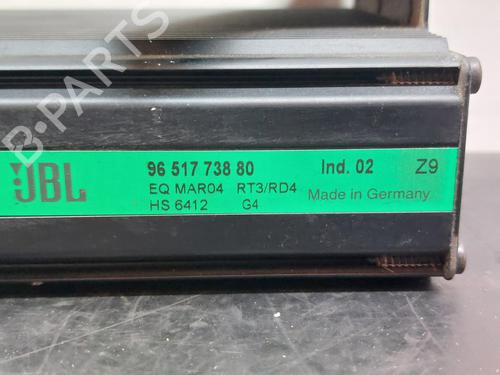 B-PARTS
JBL
96 517 738 80 Ind. 02 Z9
EQ MAR04 RT3/RD4 Made in Germany
HS 6412 G4